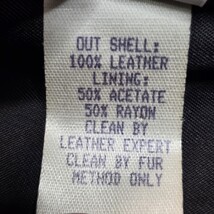 OUT SHELL:
100% LEATHER
LINING:
50% ACETATE
50% RAYON
CLEAN BY
LEATHER EXPERT
CLEAN BY FUR
METHOD ONLY